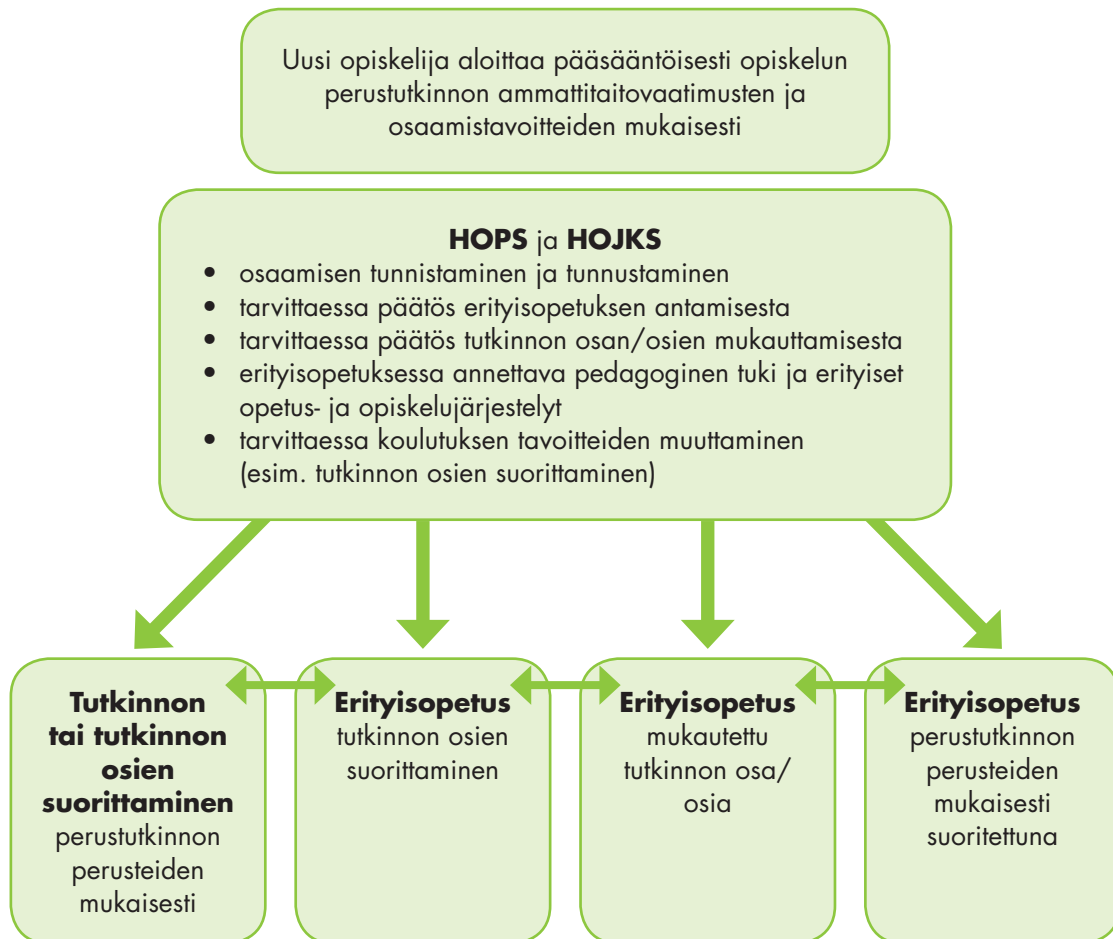 Uusi opiskelija aloittaa pääsääntöisesti opiskelun
perustutkinnon ammattitaitovaatimusten ja
osaamistavoitteiden mukaisesti
HOPS ja HOJKS
• osaamisen tunnistaminen ja tunnustaminen
• tarvittaessa päätös erityisopetuksen antamisesta
• tarvittaessa päätös tutkinnon osan/osien mukauttamisesta
• erityisopetuksessa annettava pedagoginen tuki ja erityiset
opetus- ja opiskelujärjestelyt
• tarvittaessa koulutuksen tavoitteiden muuttaminen
(esim. tutkinnon osien suorittaminen)
Tutkinnon
tai tutkinnon
osien
suorittaminen
perustutkinnon
perusteiden
mukaisesti
Erityisopetus
tutkinnon osien
suorittaminen
Erityisopetus
mukautettu
tutkinnon osa/
osia
Erityisopetus
perustutkinnon
perusteiden
mukaisesti
suoritettuna